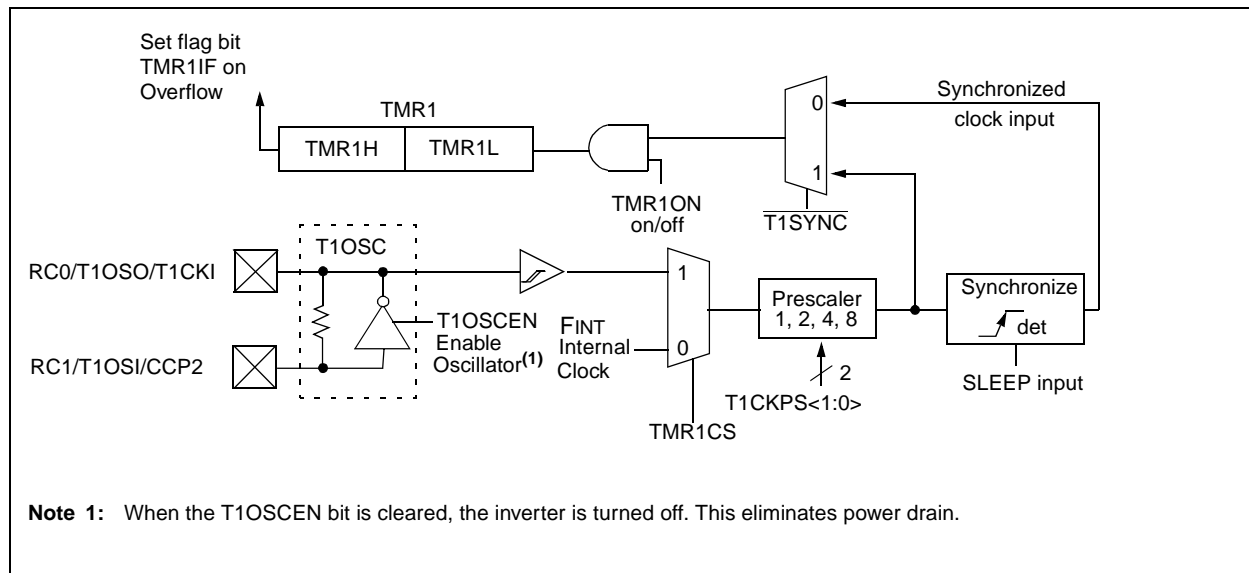 Set flag bit
TMR1IF on
Overflow
TMR1
TMR1H
TMR1L
TMR1ON
on/off
0
1
T1SYNC
Synchronized
clock input
RC0/T1OSO/T1CKI
RC1/T1OSI/CCP2
T1OSC
T1OSCEN
Enable
Oscillator(1)
FINT
Internal
Clock
1
0
TMR1CS
Prescaler
1, 2, 4, 8
2
T1CKPS<1:0>
Synchronize
det
SLEEP input
Note 1: When the T1OSCEN bit is cleared, the inverter is turned off. This eliminates power drain.